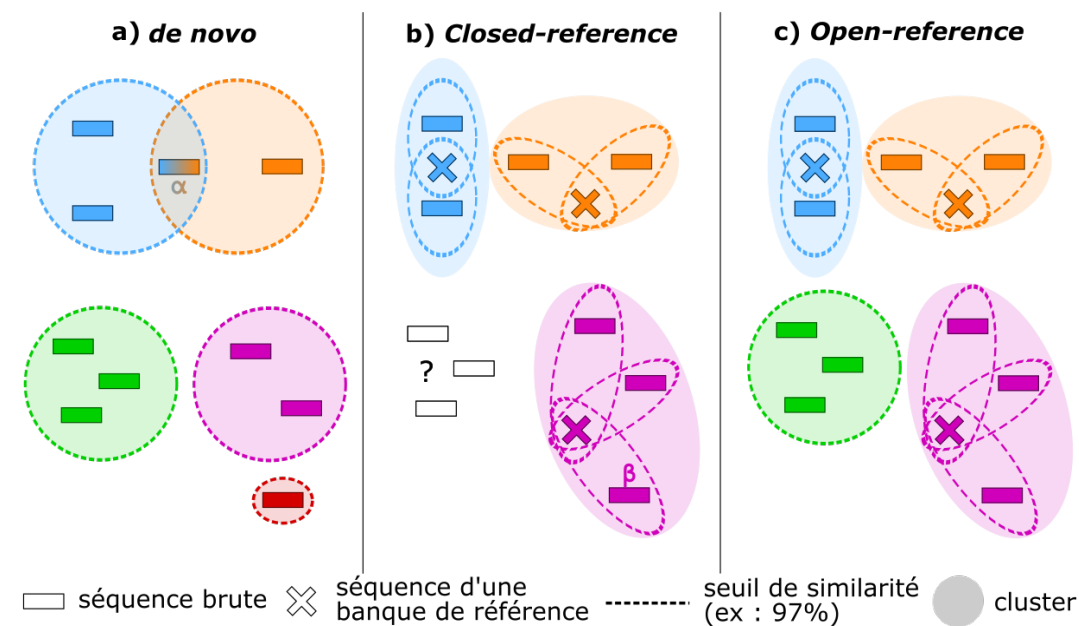 a) de novo
b) Closed-reference
c) Open-reference
α
?
β
séquence brute
séquence d'une
banque de référence
seuil de similarité
(ex : 97%)
cluster